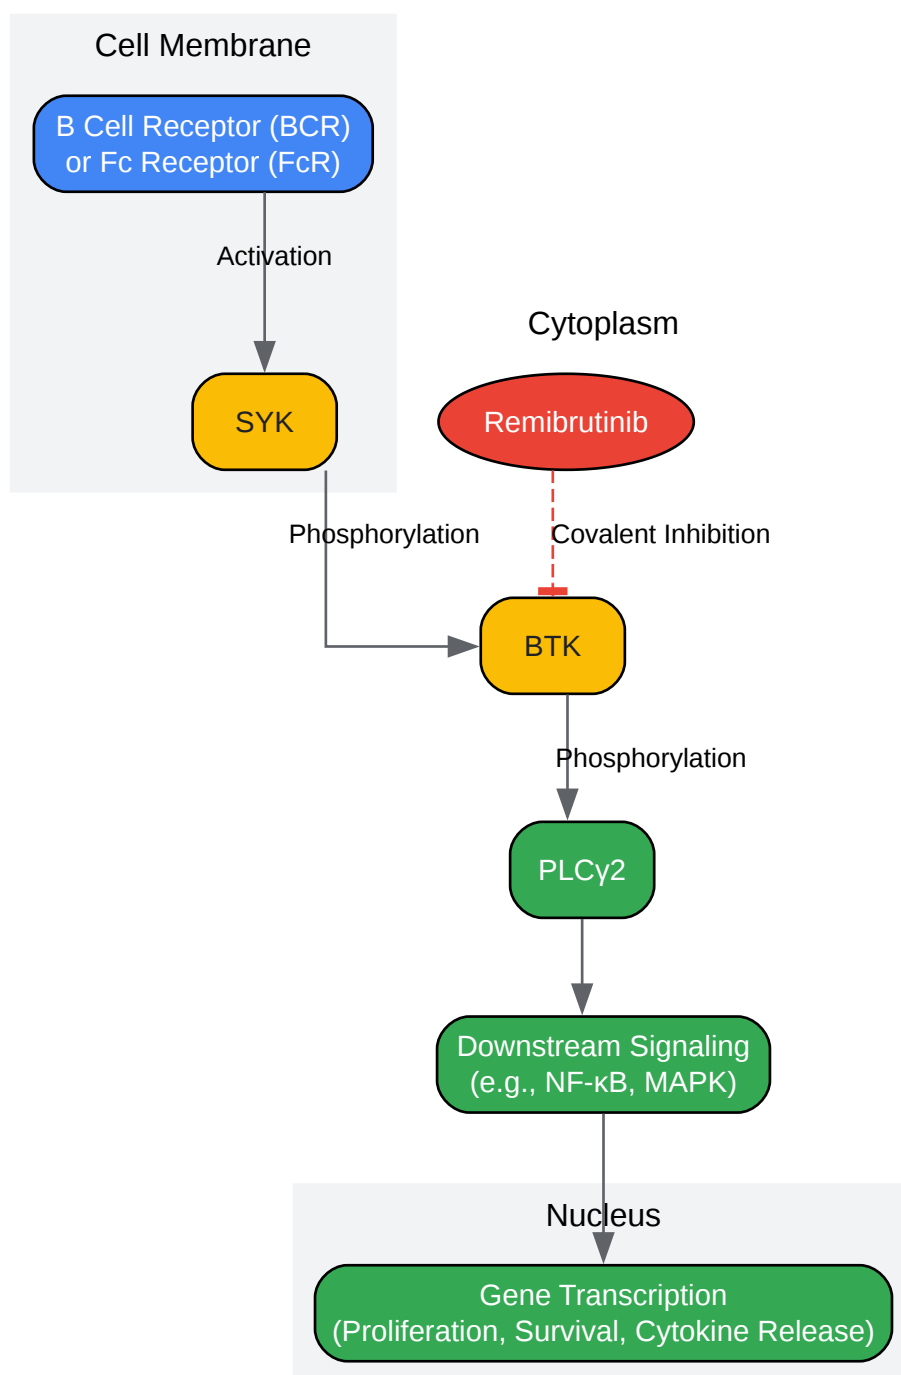 Cell Membrane
B Cell Receptor (BCR)
or Fc Receptor (FcR)
Activation
Cytoplasm
SYK
Remibrutinib
Phosphorylation
Covalent Inhibition
BTK
Phosphorylation
PLCγ2
Downstream Signaling
(e.g., NF-κB, MAPK)
Nucleus
Gene Transcription
(Proliferation, Survival, Cytokine Release)